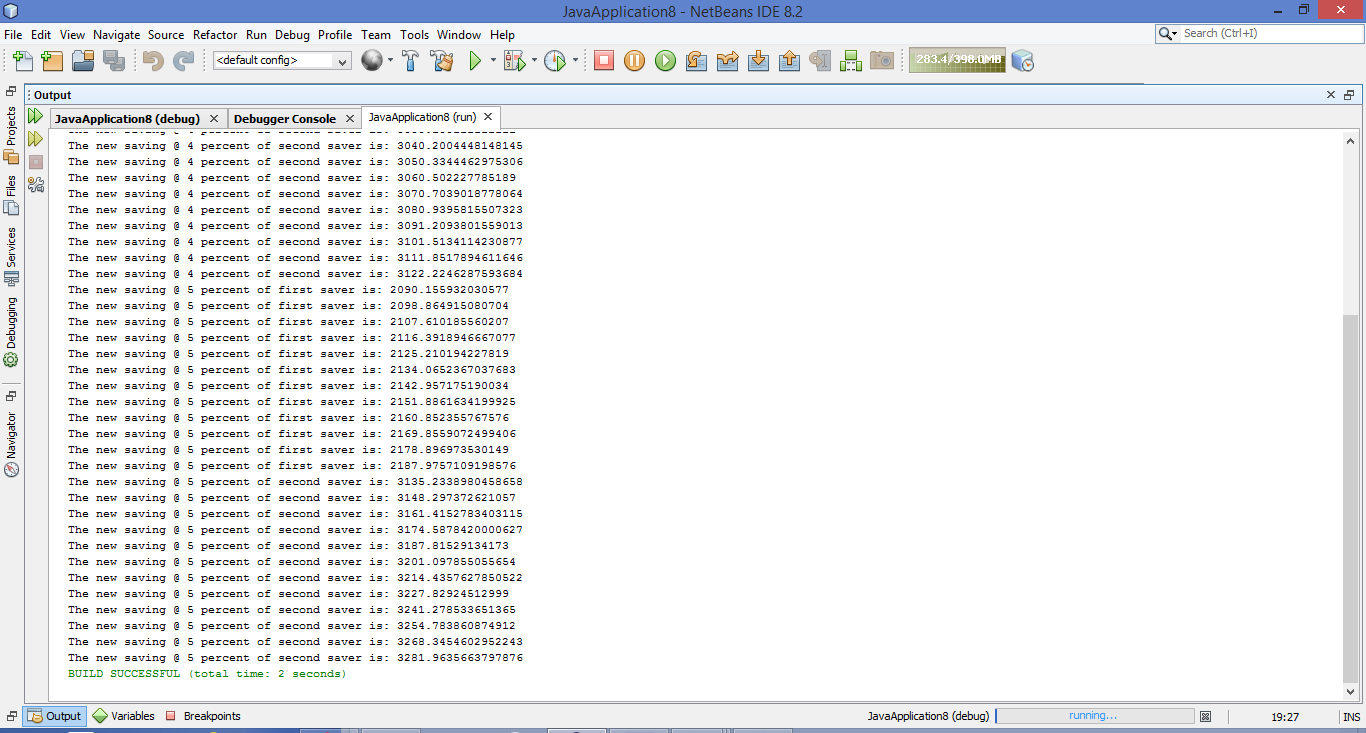 JavaApplication8 - NetBeans IDE 8.2
File Edit View Navigate Source Refactor Run Debug Profile Team Tools Window Help
Search (Ctrl+I)
<default config>
283.4/398.0MB
Output
JavaApplication8 (debug) Debugger Console JavaApplication8 (run)
Projects
Files
Services
Debugging
Navigator
The new saving @ 4 percent of second saver is: 3040.2004448148145
The new saving @ 4 percent of second saver is: 3050.3344462975306
The new saving @ 4 percent of second saver is: 3060.502227785189
The new saving @ 4 percent of second saver is: 3070.7039018778064
The new saving @ 4 percent of second saver is: 3080.9395815507323
The new saving @ 4 percent of second saver is: 3091.2093801559013
The new saving @ 4 percent of second saver is: 3101.5134114230877
The new saving @ 4 percent of second saver is: 3111.8517894611646
The new saving @ 4 percent of second saver is: 3122.2246287593684
The new saving @ 5 percent of first saver is: 2090.155932030577
The new saving @ 5 percent of first saver is: 2098.864915080704
The new saving @ 5 percent of first saver is: 2107.610185560207
The new saving @ 5 percent of first saver is: 2116.3918946667077
The new saving @ 5 percent of first saver is: 2125.210194227819
The new saving @ 5 percent of first saver is: 2134.0652367037683
The new saving @ 5 percent of first saver is: 2142.957175190034
The new saving @ 5 percent of first saver is: 2151.8861634199925
The new saving @ 5 percent of first saver is: 2160.852355767576
The new saving @ 5 percent of first saver is: 2169.8559072499406
The new saving @ 5 percent of first saver is: 2178.896973530149
The new saving @ 5 percent of first saver is: 2187.9757109198576
The new saving @ 5 percent of second saver is: 3135.2338980458658
The new saving @ 5 percent of second saver is: 3148.297372621057
The new saving @ 5 percent of second saver is: 3161.4152783403115
The new saving @ 5 percent of second saver is: 3174.5878420000627
The new saving @ 5 percent of second saver is: 3187.81529134173
The new saving @ 5 percent of second saver is: 3201.097855055654
The new saving @ 5 percent of second saver is: 3214.4357627850522
The new saving @ 5 percent of second saver is: 3227.82924512999
The new saving @ 5 percent of second saver is: 3241.278533651365
The new saving @ 5 percent of second saver is: 3254.783860874912
The new saving @ 5 percent of second saver is: 3268.3454602952243
The new saving @ 5 percent of second saver is: 3281.9635663797876
BUILD SUCCESSFUL (total time: 2 seconds)
Output Variables Breakpoints
JavaApplication8 (debug) running... 19:27 INS